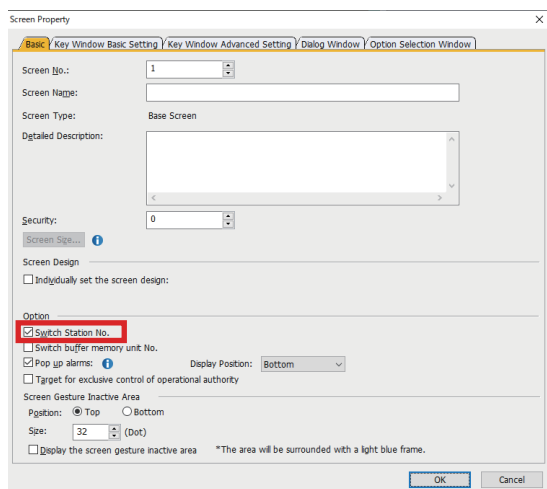 Screen Property
Basic Key Window Basic Setting Key Window Advanced Setting Dialog Window Option Selection Window
Screen No.: 1
Screen Name:
Screen Type: Base Screen
Detailed Description:
Security: 0
Screen Size...
Screen Design
Individually set the screen design:
Option
Switch Station No.
Switch buffer memory unit No.
Pop up alarms: Display Position: Bottom
Target for exclusive control of operational authority
Screen Gesture Inactive Area
Position: Top Bottom
Size: 32 (Dot)
Display the screen gesture inactive area *The area will be surrounded with a light blue frame.
OK Cancel